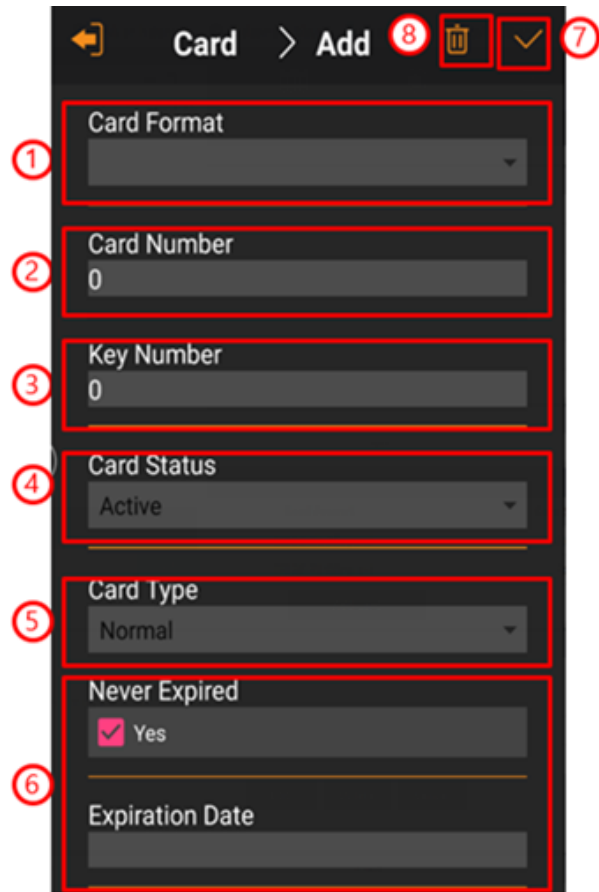 Card > Add ⑧ ⑦
① Card Format
② Card Number
0
③ Key Number
0
④ Card Status
Active
⑤ Card Type
Normal
⑥ Never Expired
Yes
Expiration Date